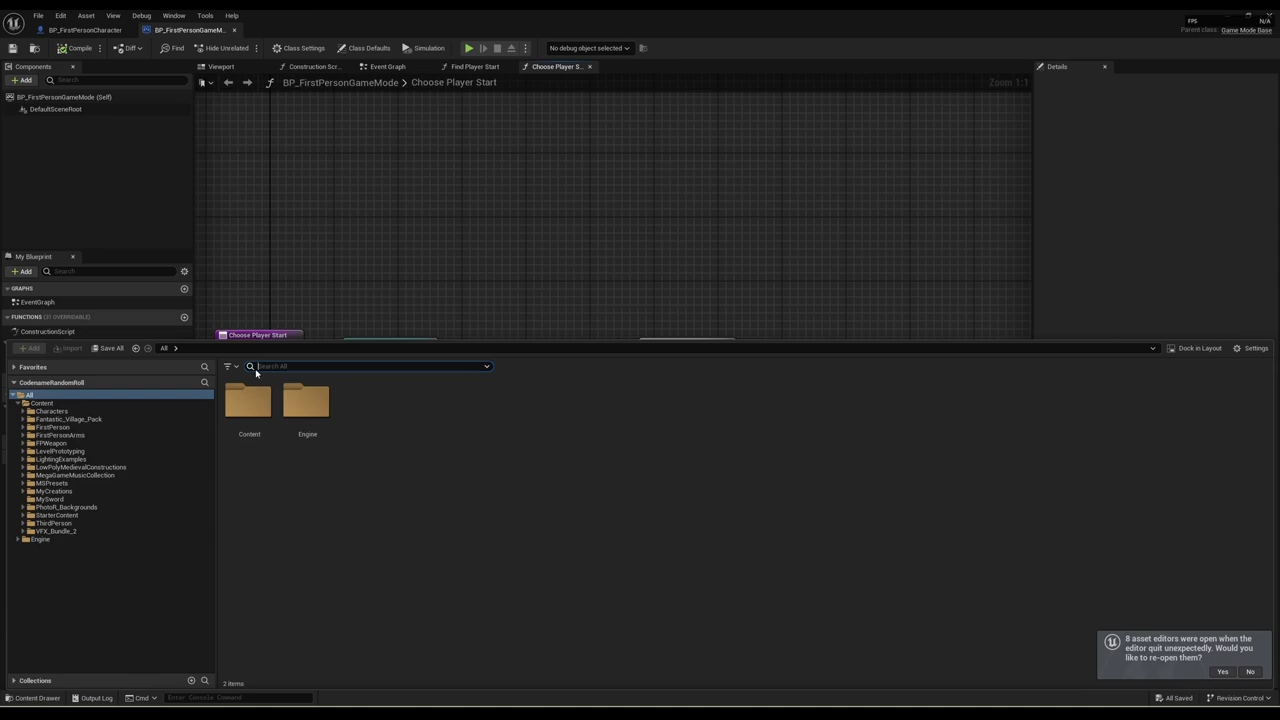 File Edit Asset View Debug Window Tools Help
FPS
N/A
BP_FirstPersonCharacter
BP_FirstPersonGameM...
Parent class: Game Mode Base
Compile
Diff
Find
Hide Unrelated
Class Settings
Class Defaults
Simulation
No debug object selected
Components
Viewport
Construction Scr...
Event Graph
Find Player Start
Choose Player S...
Details
Add
Search
BP_FirstPersonGameMode > Choose Player Start
Zoom 1:1
BP_FirstPersonGameMode (Self)
DefaultSceneRoot
My Blueprint
Add
Search
GRAPHS
EventGraph
FUNCTIONS (31 OVERRIDABLE)
ConstructionScript
Choose Player Start
Add
Import
Save All
All
Dock in Layout
Settings
Favorites
Search All
CodenameRandomRoll
All
Content
Characters
Fantastic_Village_Pack
FirstPerson
FirstPersonArms
FPWeapon
LevelPrototyping
LightingExamples
LowPolyMedievalConstructions
MegaGameMusicCollection
MSPresets
MyCreations
MySword
PhotoR_Backgrounds
StarterContent
ThirdPerson
VFX_Bundle_2
Engine
Content
Engine
8 asset editors were open when the
editor quit unexpectedly. Would you
like to re-open them?
Yes
No
Collections
2 items
Content Drawer
Output Log
Cmd
Enter Console Command
All Saved
Revision Control